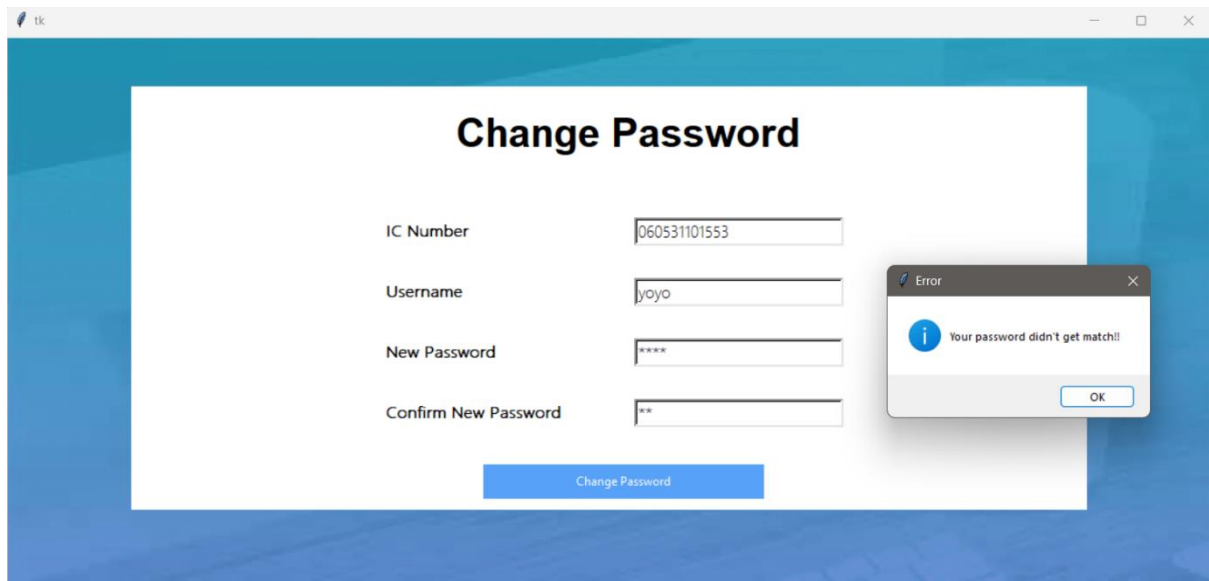 tk
Change Password
IC Number 060531101553
Username yoyo
New Password ****
Confirm New Password **
Change Password
Error
Your password didn't get match!!
OK